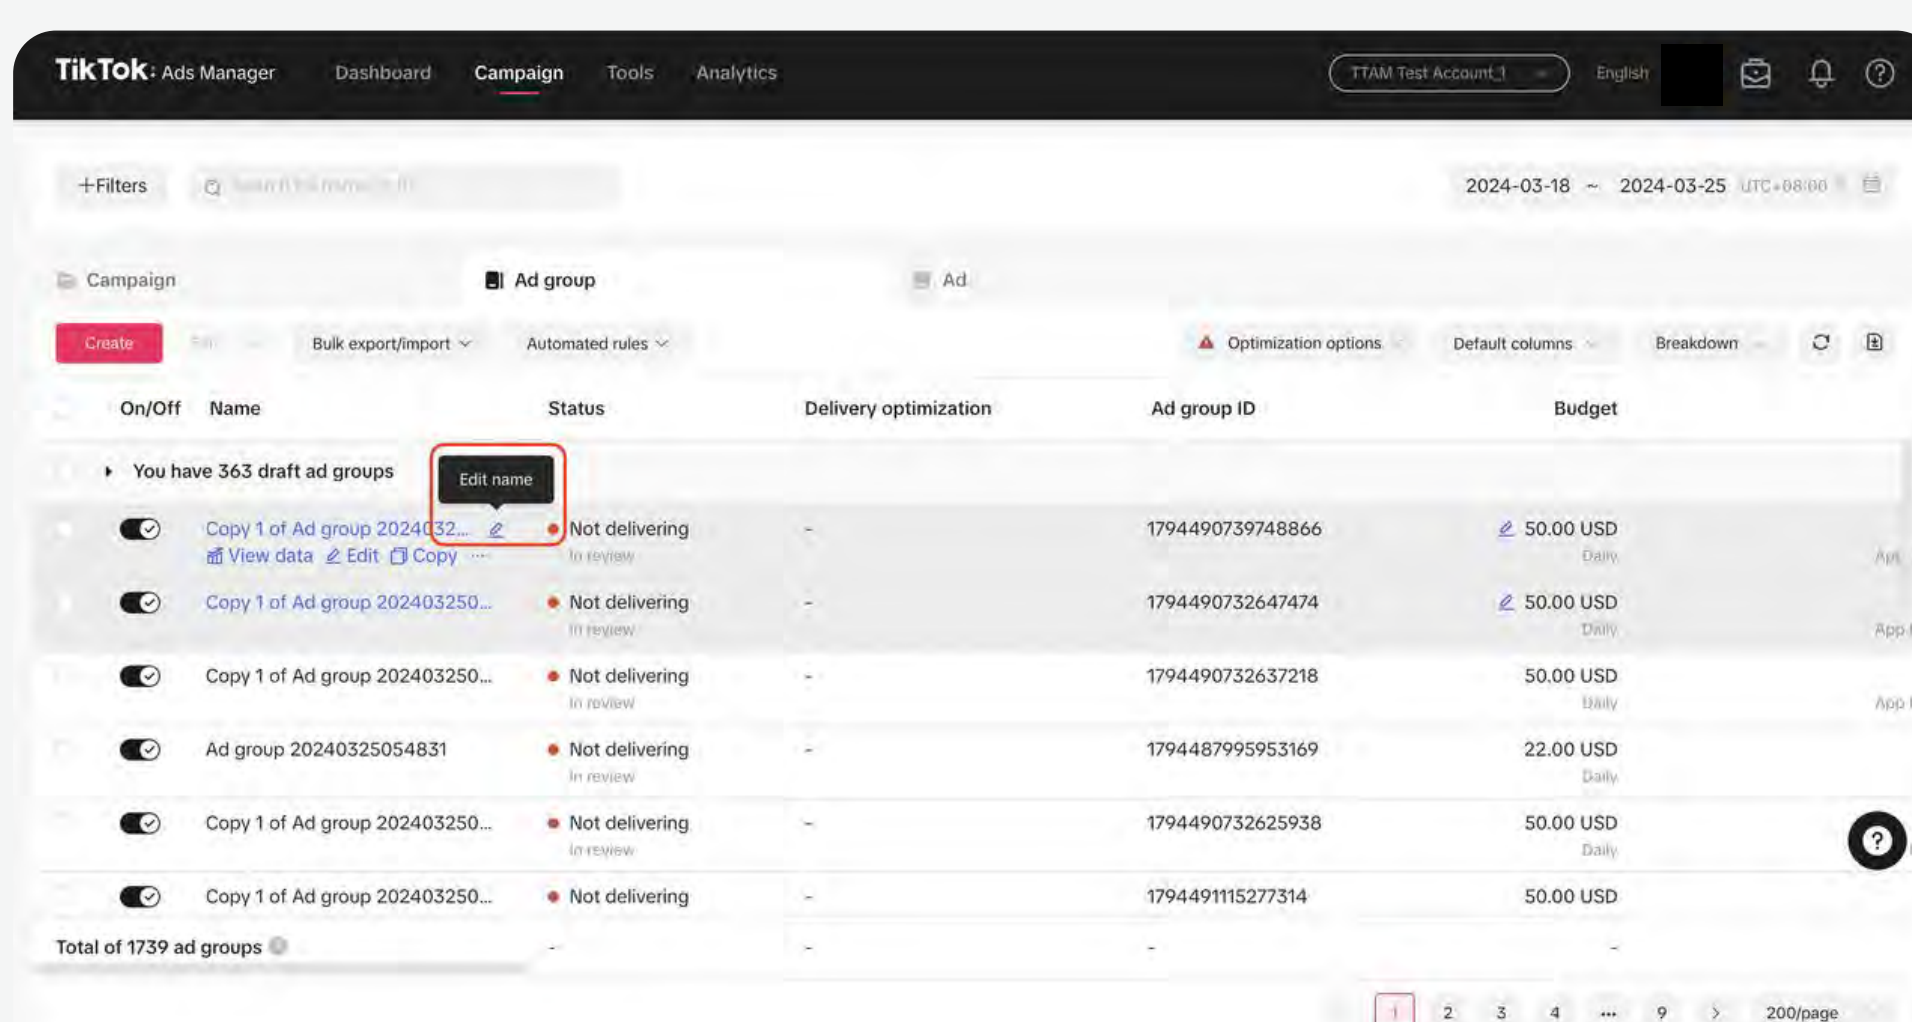 TikTok: Ads Manager Dashboard Campaign Tools Analytics TTAM Test Account_1 English
+Filters 2024-03-18 ~ 2024-03-25 UTC+08:00
Campaign Ad group Ad
Create Bulk export/import Automated rules Optimization options Default columns Breakdown
On/Off Name Status Delivery optimization Ad group ID Budget
You have 363 draft ad groups
Edit name
Copy 1 of Ad group 2024032... Not delivering - 1794490739748866 50.00 USD
View data Edit Copy ... In review Daily
Copy 1 of Ad group 202403250... Not delivering - 1794490732647474 50.00 USD
In review Daily App
Copy 1 of Ad group 202403250... Not delivering - 1794490732637218 50.00 USD
In review Daily App
Ad group 20240325054831 Not delivering - 1794487995953169 22.00 USD
In review Daily
Copy 1 of Ad group 202403250... Not delivering - 1794490732625938 50.00 USD
In review Daily
Copy 1 of Ad group 202403250... Not delivering - 1794491115277314 50.00 USD
Total of 1739 ad groups - - - -
1 2 3 4 ... 9 > 200/page